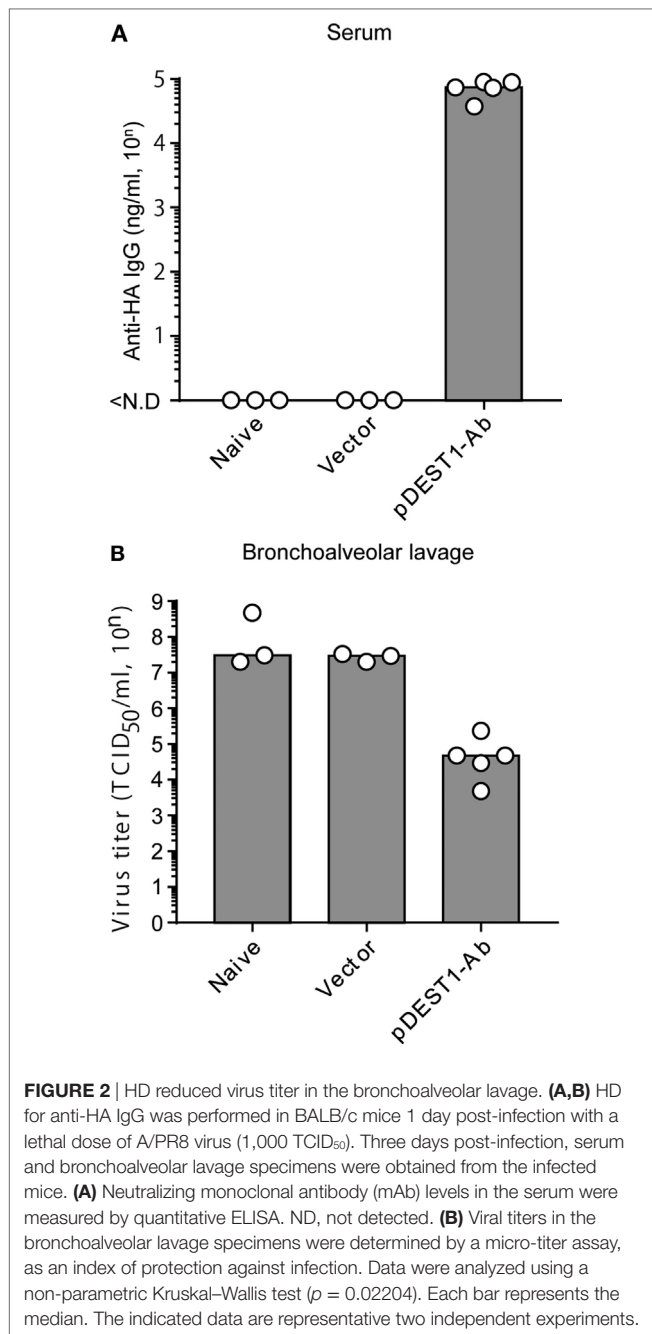 A
Serum
Anti-HA IgG (ng/ml, 10ⁿ)
5
4
3
2
1
<N.D
Naive
Vector
pDEST1-Ab
B
Bronchoalveolar lavage
Virus titer (TCID₅₀/ml, 10ⁿ)
9
8
7
6
5
4
3
2
1
0
Naive
Vector
pDEST1-Ab
FIGURE 2 | HD reduced virus titer in the bronchoalveolar lavage. (A,B) HD
for anti-HA IgG was performed in BALB/c mice 1 day post-infection with a
lethal dose of A/PR8 virus (1,000 TCID₅₀). Three days post-infection, serum
and bronchoalveolar lavage specimens were obtained from the infected
mice. (A) Neutralizing monoclonal antibody (mAb) levels in the serum were
measured by quantitative ELISA. ND, not detected. (B) Viral titers in the
bronchoalveolar lavage specimens were determined by a micro-titer assay,
as an index of protection against infection. Data were analyzed using a
non-parametric Kruskal–Wallis test (p = 0.02204). Each bar represents the
median. The indicated data are representative two independent experiments.